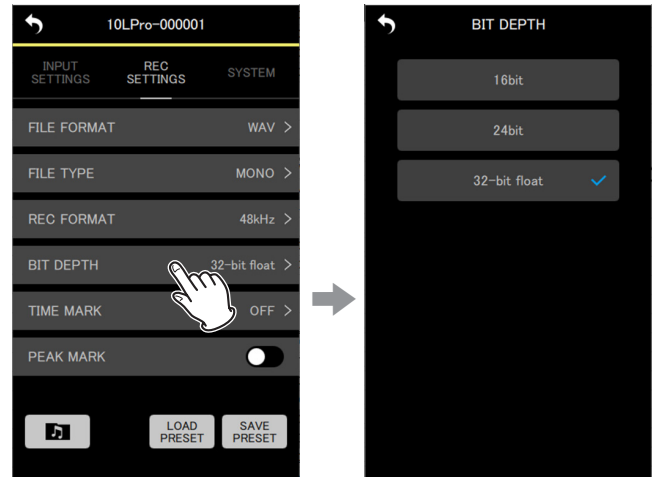 10LPro-000001
INPUT
SETTINGS
REC
SETTINGS
SYSTEM
FILE FORMAT WAV >
FILE TYPE MONO >
REC FORMAT 48kHz >
BIT DEPTH 32-bit float >
TIME MARK OFF >
PEAK MARK
LOAD
PRESET
SAVE
PRESET
BIT DEPTH
16bit
24bit
32-bit float